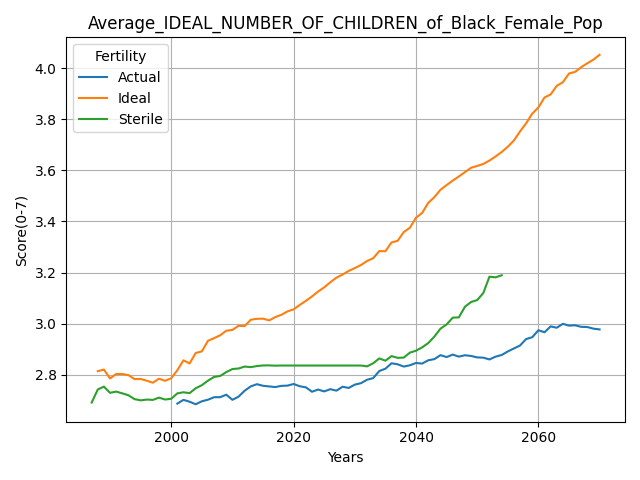 Average_IDEAL_NUMBER_OF_CHILDREN_of_Black_Female_Pop
Fertility
Actual
Ideal
Sterile
Score(0-7)
4.0
3.8
3.6
3.4
3.2
3.0
2.8
2000 2020 2040 2060
Years